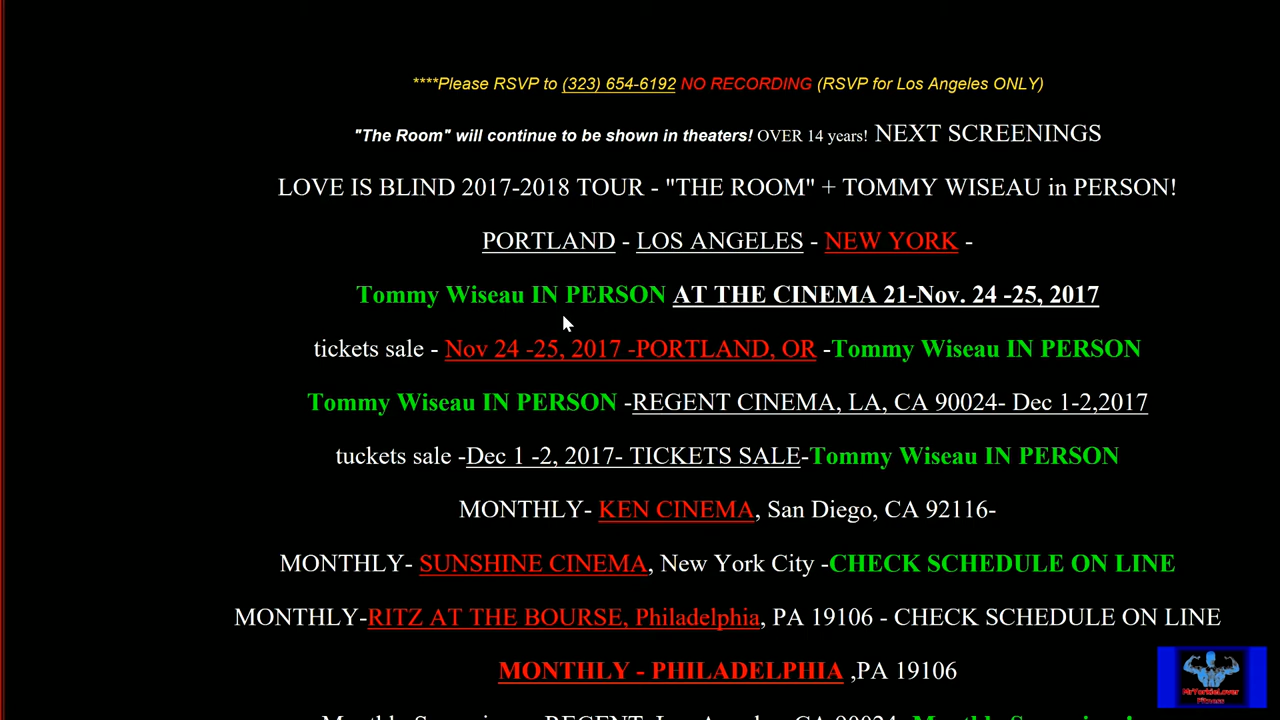 ****Please RSVP to (323) 654-6192 NO RECORDING (RSVP for Los Angeles ONLY)
"The Room" will continue to be shown in theaters! OVER 14 years! NEXT SCREENINGS
LOVE IS BLIND 2017-2018 TOUR - "THE ROOM" + TOMMY WISEAU in PERSON!
PORTLAND - LOS ANGELES - NEW YORK -
Tommy Wiseau IN PERSON AT THE CINEMA 21-Nov. 24 -25, 2017
tickets sale - Nov 24 -25, 2017 -PORTLAND, OR -Tommy Wiseau IN PERSON
Tommy Wiseau IN PERSON -REGENT CINEMA, LA, CA 90024- Dec 1-2,2017
tuckets sale -Dec 1 -2, 2017- TICKETS SALE-Tommy Wiseau IN PERSON
MONTHLY- KEN CINEMA, San Diego, CA 92116-
MONTHLY- SUNSHINE CINEMA, New York City -CHECK SCHEDULE ON LINE
MONTHLY-RITZ AT THE BOURSE, Philadelphia, PA 19106 - CHECK SCHEDULE ON LINE
MONTHLY - PHILADELPHIA ,PA 19106
MrYorkieLover
Fitness